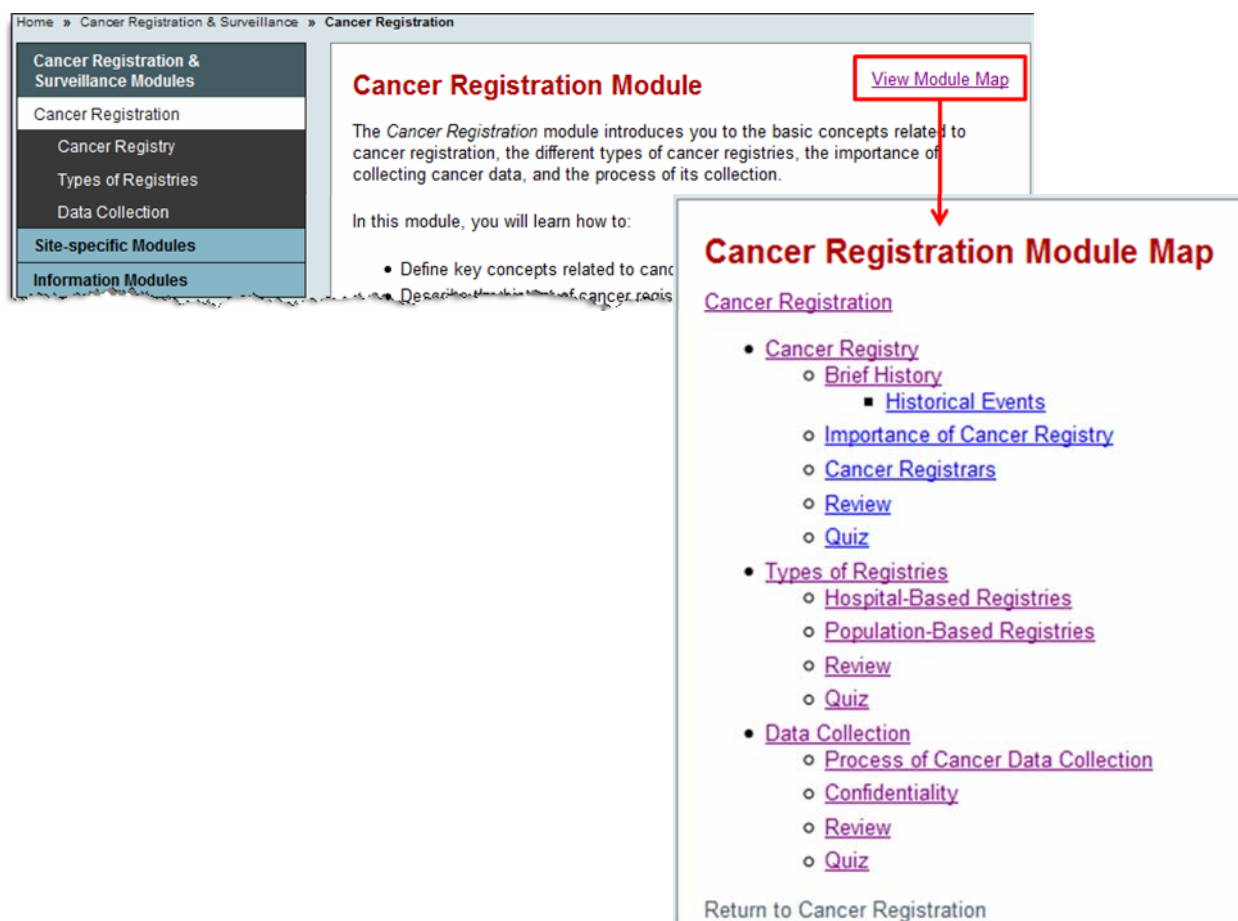 Home » Cancer Registration & Surveillance » Cancer Registration
Cancer Registration &
Surveillance Modules
Cancer Registration
Cancer Registry
Types of Registries
Data Collection
Site-specific Modules
Information Modules
Cancer Registration Module
View Module Map
The Cancer Registration module introduces you to the basic concepts related to
cancer registration, the different types of cancer registries, the importance of
collecting cancer data, and the process of its collection.
In this module, you will learn how to:
• Define key concepts related to canc
• Describe the history of cancer regis
Cancer Registration Module Map
Cancer Registration
• Cancer Registry
Brief History
Historical Events
Importance of Cancer Registry
Cancer Registrars
Review
Quiz
• Types of Registries
Hospital-Based Registries
Population-Based Registries
Review
Quiz
• Data Collection
Process of Cancer Data Collection
Confidentiality
Review
Quiz
Return to Cancer Registration